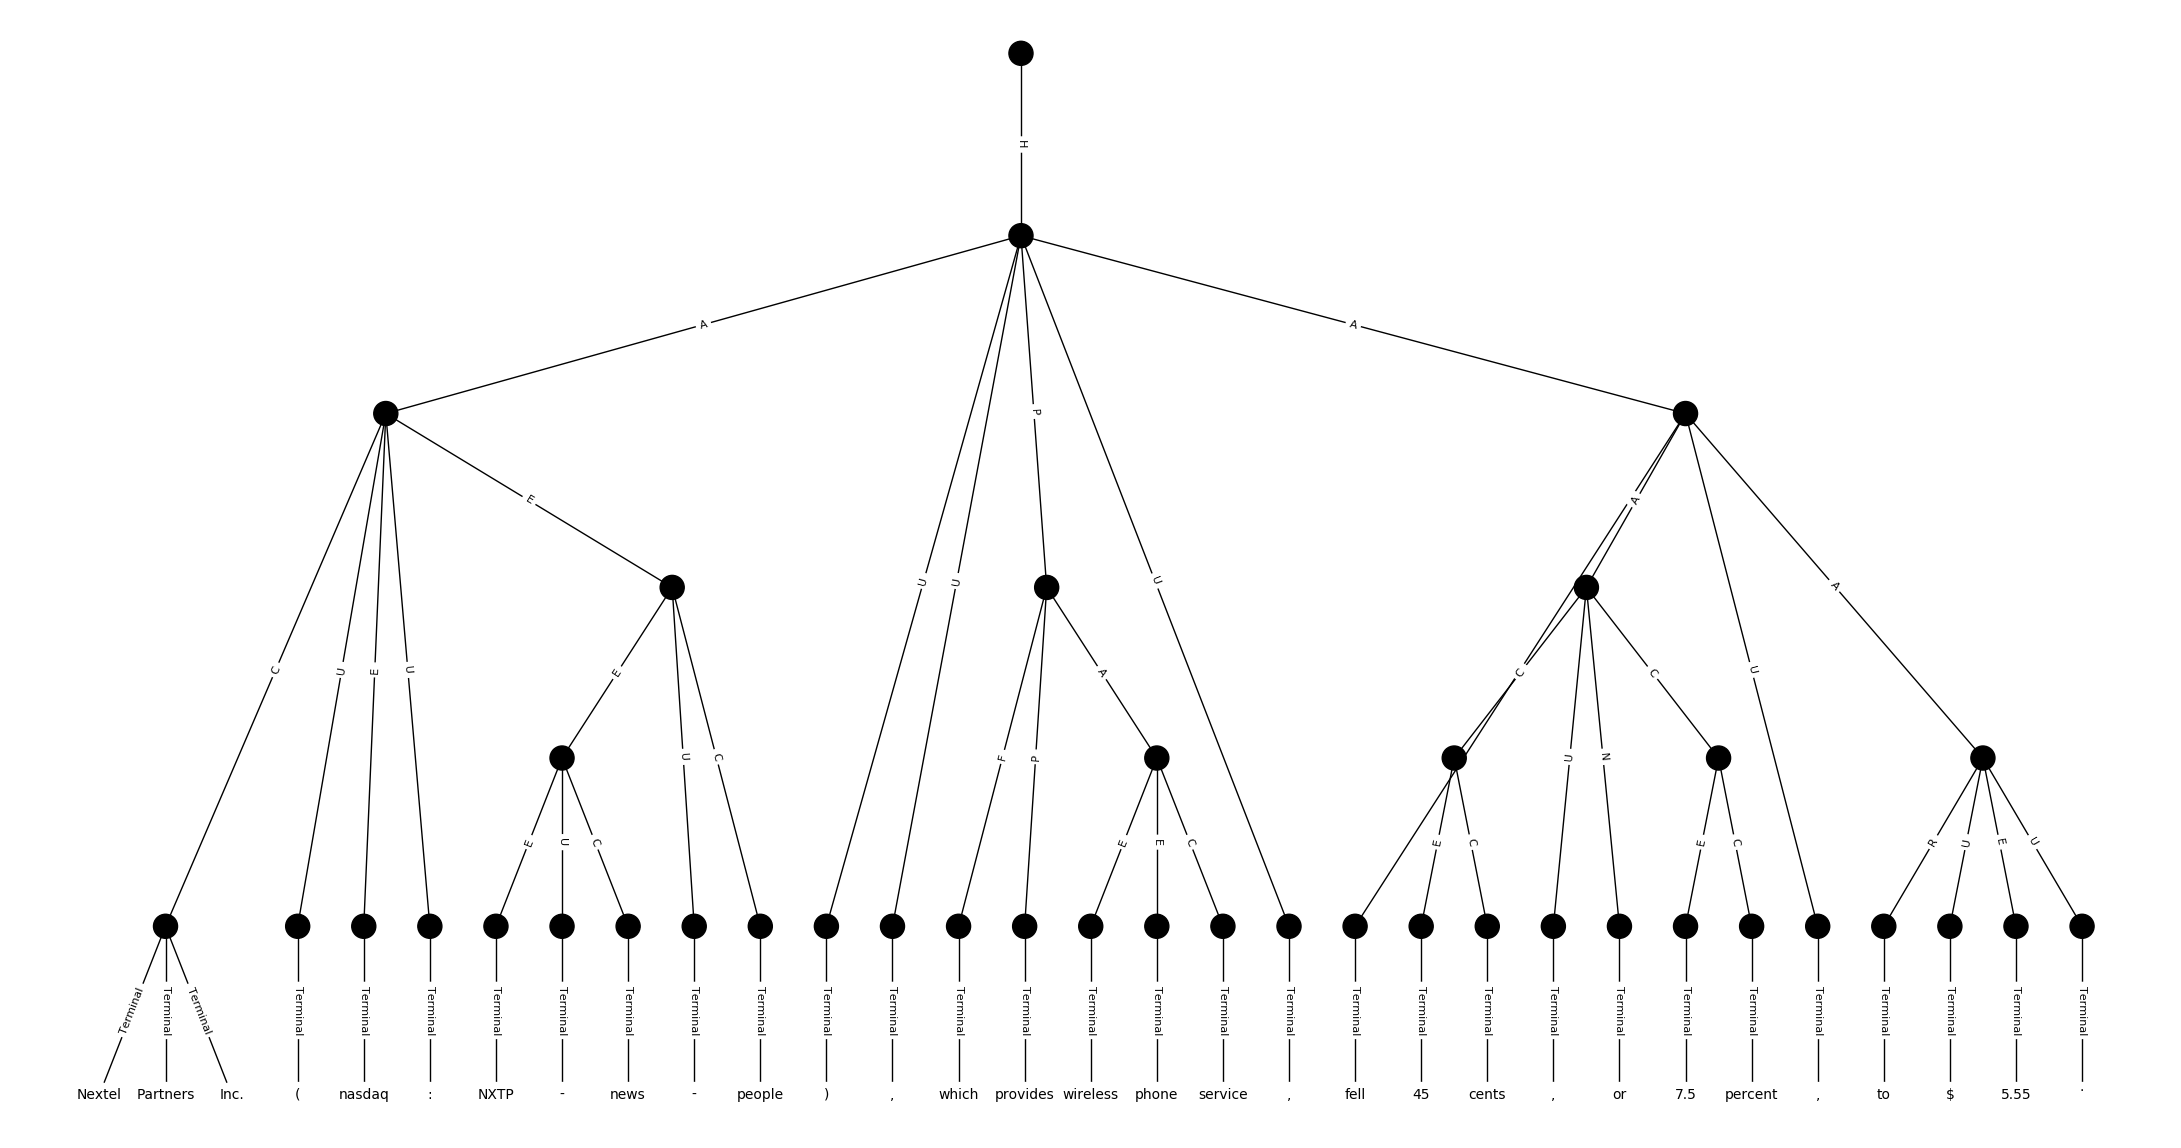 H
A A
P
E A
U U U
C U E U E A C C U A
F P U N
U C
E U C E E C E C E C R U E U
Terminal Terminal Terminal Terminal Terminal Terminal Terminal Terminal Terminal Terminal Terminal Terminal Terminal Terminal Terminal Terminal Terminal Terminal Terminal Terminal Terminal Terminal Terminal Terminal Terminal Terminal Terminal Terminal Terminal Terminal
Nextel Partners Inc. ( nasdaq : NXTP - news - people ) , which provides wireless phone service , fell 45 cents , or 7.5 percent , to $ 5.55 .